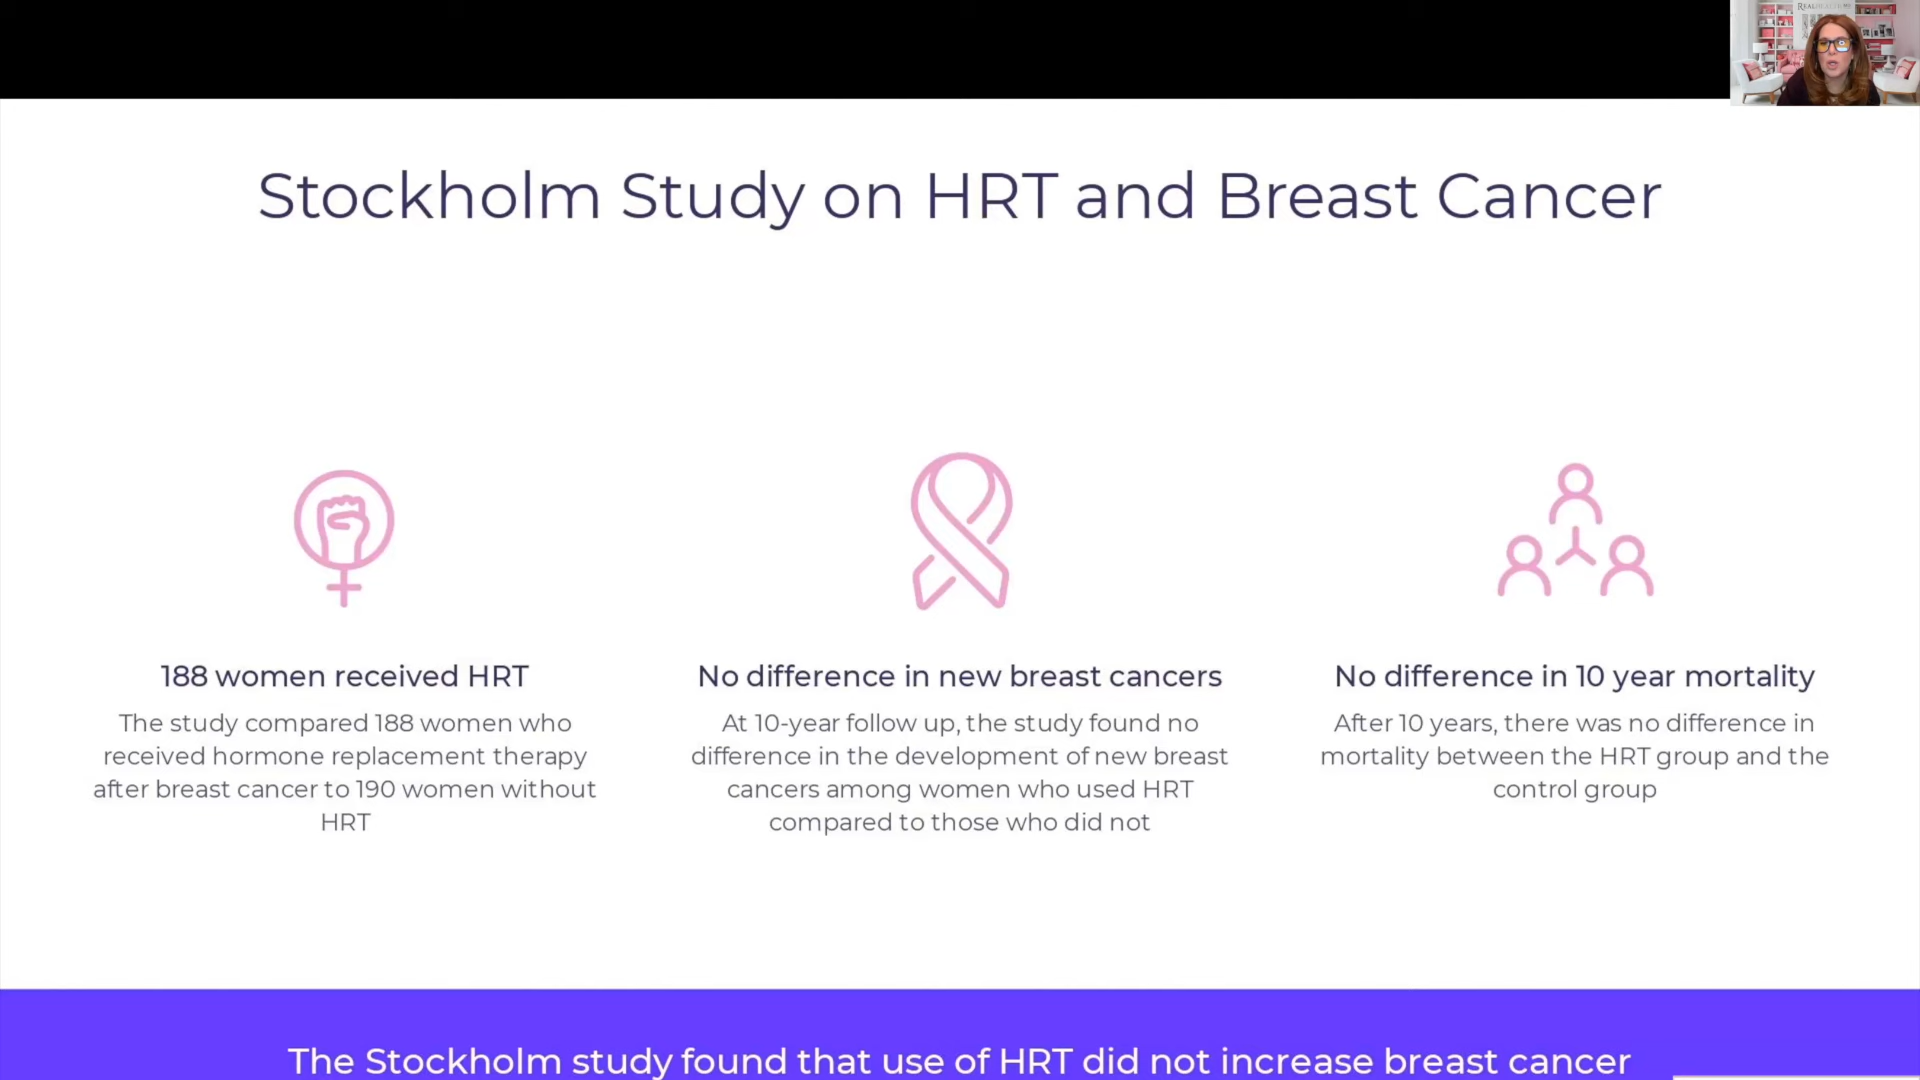 REALHEALTH
Stockholm Study on HRT and Breast Cancer
188 women received HRT
The study compared 188 women who
received hormone replacement therapy
after breast cancer to 190 women without
HRT
No difference in new breast cancers
At 10-year follow up, the study found no
difference in the development of new breast
cancers among women who used HRT
compared to those who did not
No difference in 10 year mortality
After 10 years, there was no difference in
mortality between the HRT group and the
control group
The Stockholm study found that use of HRT did not increase breast cancer